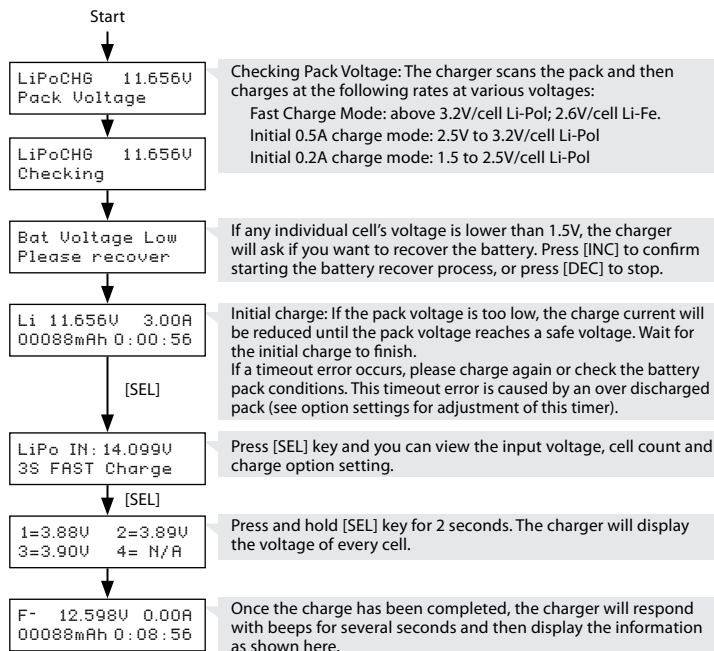 Start
LiPoCHG 11.656V
Pack Voltage
Checking Pack Voltage: The charger scans the pack and then
charges at the following rates at various voltages:
Fast Charge Mode: above 3.2V/cell Li-Pol; 2.6V/cell Li-Fe.
Initial 0.5A charge mode: 2.5V to 3.2V/cell Li-Pol
Initial 0.2A charge mode: 1.5 to 2.5V/cell Li-Pol
LiPoCHG 11.656V
Checking
Bat Voltage Low
Please recover
If any individual cell's voltage is lower than 1.5V, the charger
will ask if you want to recover the battery. Press [INC] to confirm
starting the battery recover process, or press [DEC] to stop.
Li 11.656V 3.00A
00088mAh 0:00:56
Initial charge: If the pack voltage is too low, the charge current will
be reduced until the pack voltage reaches a safe voltage. Wait for
the initial charge to finish.
If a timeout error occurs, please charge again or check the battery
pack conditions. This timeout error is caused by an over discharged
pack (see option settings for adjustment of this timer).
[SEL]
LiPo IN:14.099V
3S FAST Charge
Press [SEL] key and you can view the input voltage, cell count and
charge option setting.
[SEL]
1=3.88V 2=3.89V
3=3.90V 4= N/A
Press and hold [SEL] key for 2 seconds. The charger will display
the voltage of every cell.
F- 12.598V 0.00A
00088mAh 0:08:56
Once the charge has been completed, the charger will respond
with beeps for several seconds and then display the information
as shown here.